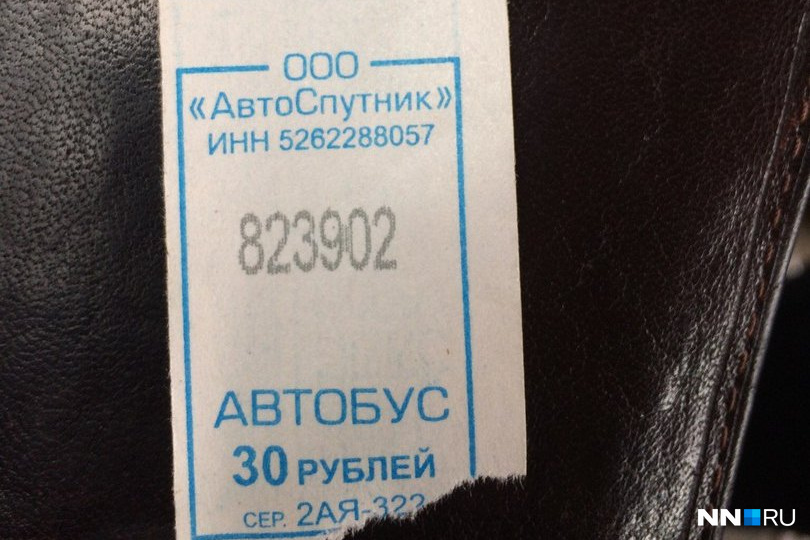 ООО
«АвтоСпутник»
ИНН 5262288057
823902
АВТОБУС
30 РУБЛЕЙ
СЕР. 2АЯ-322
NN RU